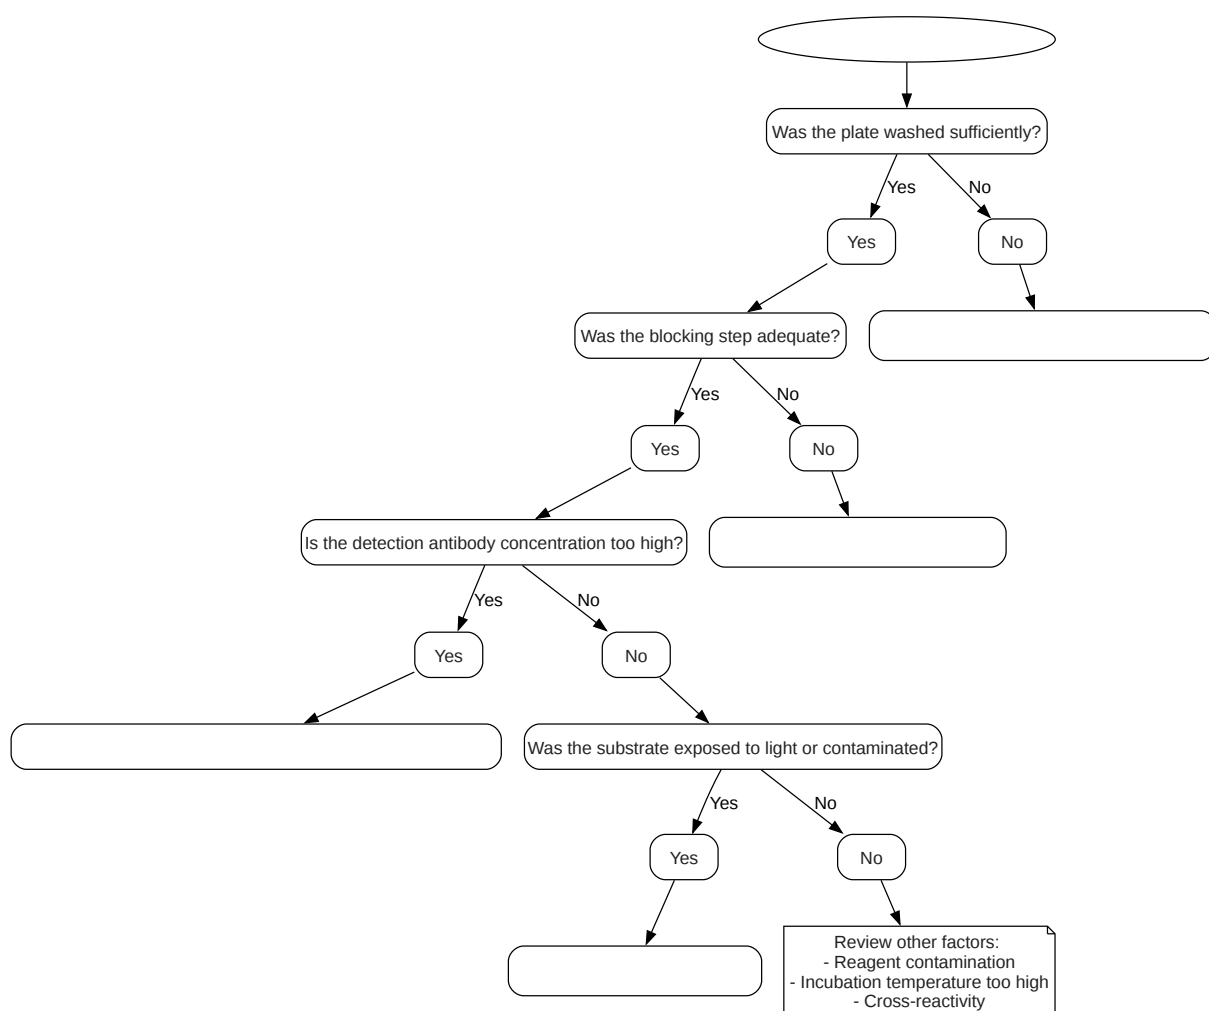 Was the plate washed sufficiently?
Yes
No
Yes
No
Was the blocking step adequate?
Yes
No
Yes
No
Is the detection antibody concentration too high?
Yes
No
Yes
No
Was the substrate exposed to light or contaminated?
Yes
No
Yes
No
Review other factors:
- Reagent contamination
- Incubation temperature too high
- Cross-reactivity